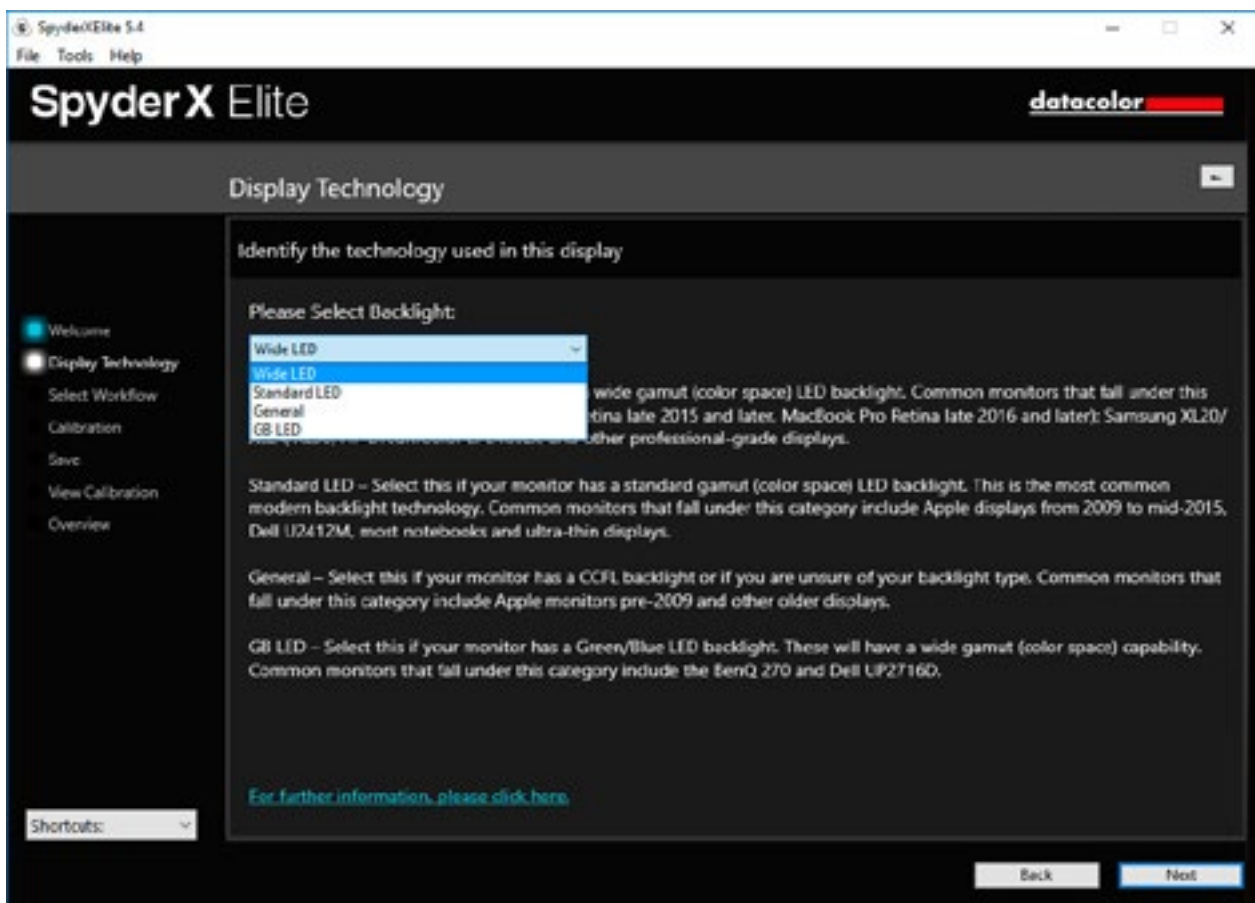 SpyderXElite 5.4
File Tools Help
SpyderX Elite
datacolor
Display Technology
Identify the technology used in this display
Please Select Backlight:
Wide LED
Wide LED
Standard LED
General
GB LED
wide gamut (color space) LED backlight. Common monitors that fall under this
etina late 2015 and later. MacBook Pro Retina late 2016 and later): Samsung XL20/
other professional-grade displays.
Standard LED – Select this if your monitor has a standard gamut (color space) LED backlight. This is the most common
modern backlight technology. Common monitors that fall under this category include Apple displays from 2009 to mid-2015,
Dell U2412M, most notebooks and ultra-thin displays.
General – Select this if your monitor has a CCFL backlight or if you are unsure of your backlight type. Common monitors that
fall under this category include Apple monitors pre-2009 and other older displays.
GB LED – Select this if your monitor has a Green/Blue LED backlight. These will have a wide gamut (color space) capability.
Common monitors that fall under this category include the BenQ 270 and Dell UP2716D.
For further information, please click here.
Welcome
Display Technology
Select Workflow
Calibration
Save
View Calibration
Overview
Shortcuts:
Back
Next